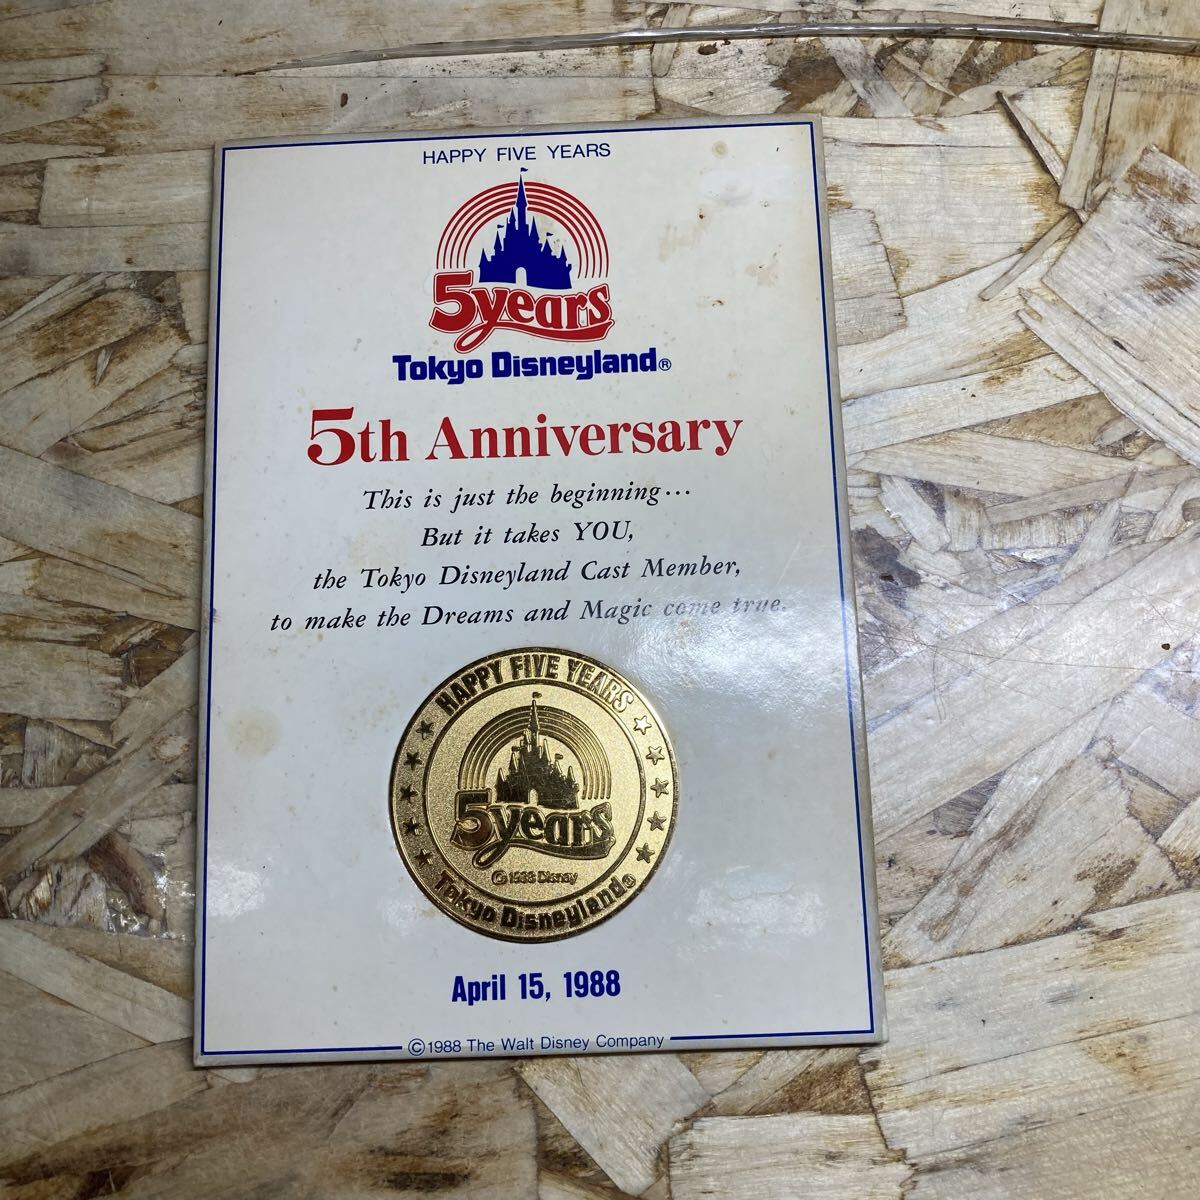 HAPPY FIVE YEARS
5years
Tokyo Disneyland®
5th Anniversary
This is just the beginning...
But it takes YOU,
the Tokyo Disneyland Cast Member,
to make the Dreams and Magic come true.
HAPPY FIVE YEARS
5years
©1988 Disney
Tokyo Disneyland®
April 15, 1988
©1988 The Walt Disney Company